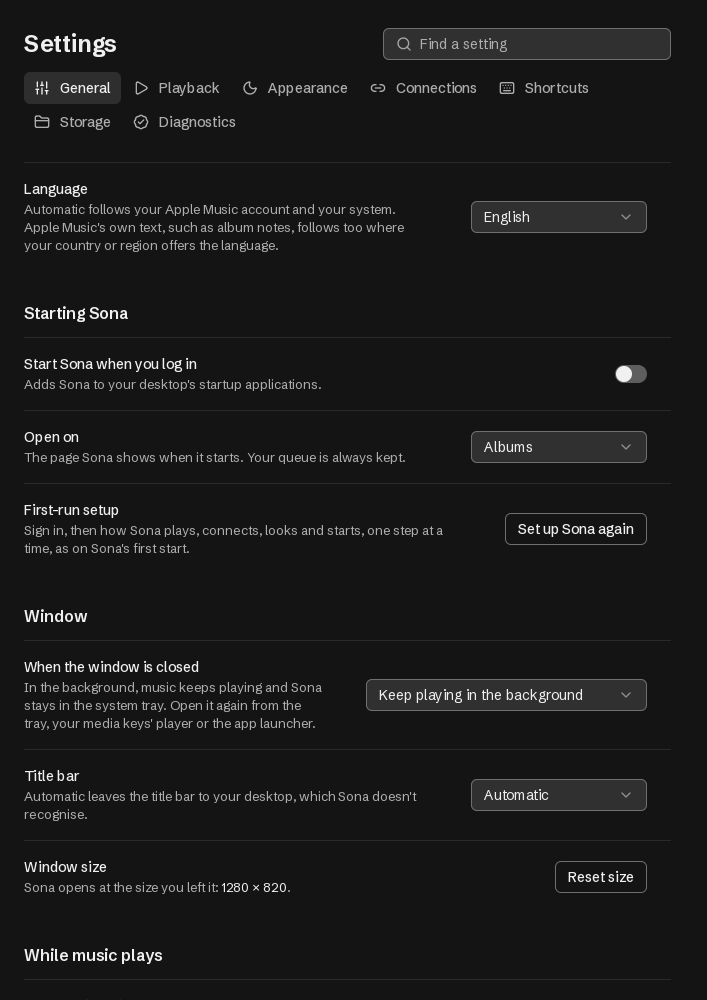 Settings
Find a setting
General
Playback
Appearance
Connections
Shortcuts
Storage
Diagnostics
Language
Automatic follows your Apple Music account and your system.
Apple Music's own text, such as album notes, follows too where
your country or region offers the language.
English
Starting Sona
Start Sona when you log in
Adds Sona to your desktop's startup applications.
Open on
The page Sona shows when it starts. Your queue is always kept.
Albums
First-run setup
Sign in, then how Sona plays, connects, looks and starts, one step at a
time, as on Sona's first start.
Set up Sona again
Window
When the window is closed
In the background, music keeps playing and Sona
stays in the system tray. Open it again from the
tray, your media keys' player or the app launcher.
Keep playing in the background
Title bar
Automatic leaves the title bar to your desktop, which Sona doesn't
recognise.
Automatic
Window size
Sona opens at the size you left it: 1280 × 820.
Reset size
While music plays